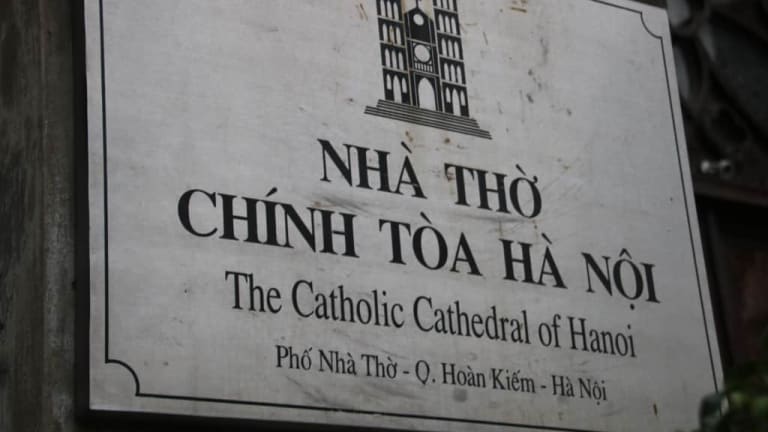 NHÀ THỜ
CHÍNH TÒA HÀ NỘI
The Catholic Cathedral of Hanoi
Phố Nhà Thờ - Q. Hoàn Kiếm - Hà Nội